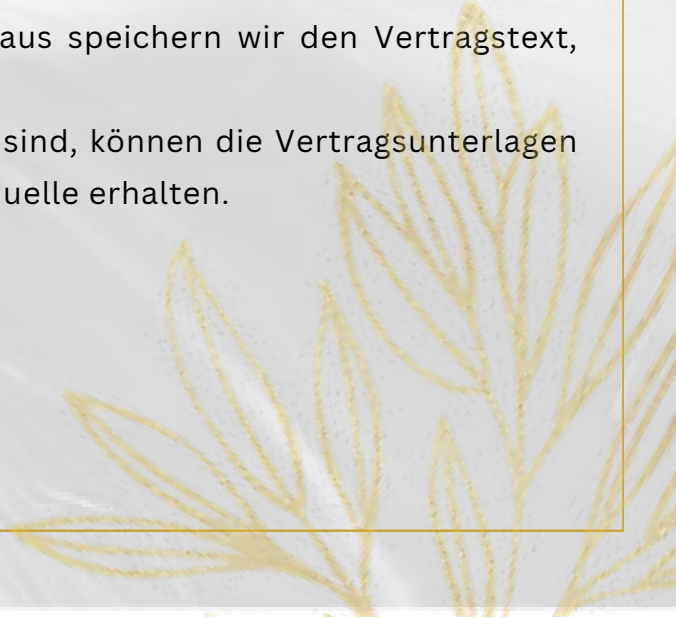 aus speichern wir den Vertragstext,
sind, können die Vertragsunterlagen
uelle erhalten.